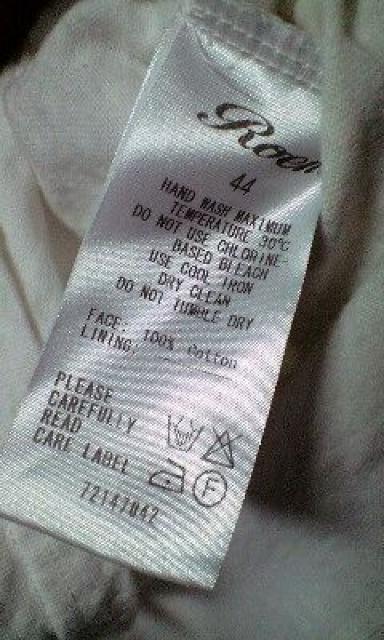 Roen
44
HAND WASH MAXIMUM
TEMPERATURE 30°C
DO NOT USE CHLORINE-
BASED BLEACH
USE COOL IRON
DRY CLEAN
DO NOT TUMBLE DRY
FACE: 100% Cotton
LINING:
PLEASE
CAREFULLY
READ
CARE LABEL
F
72147042